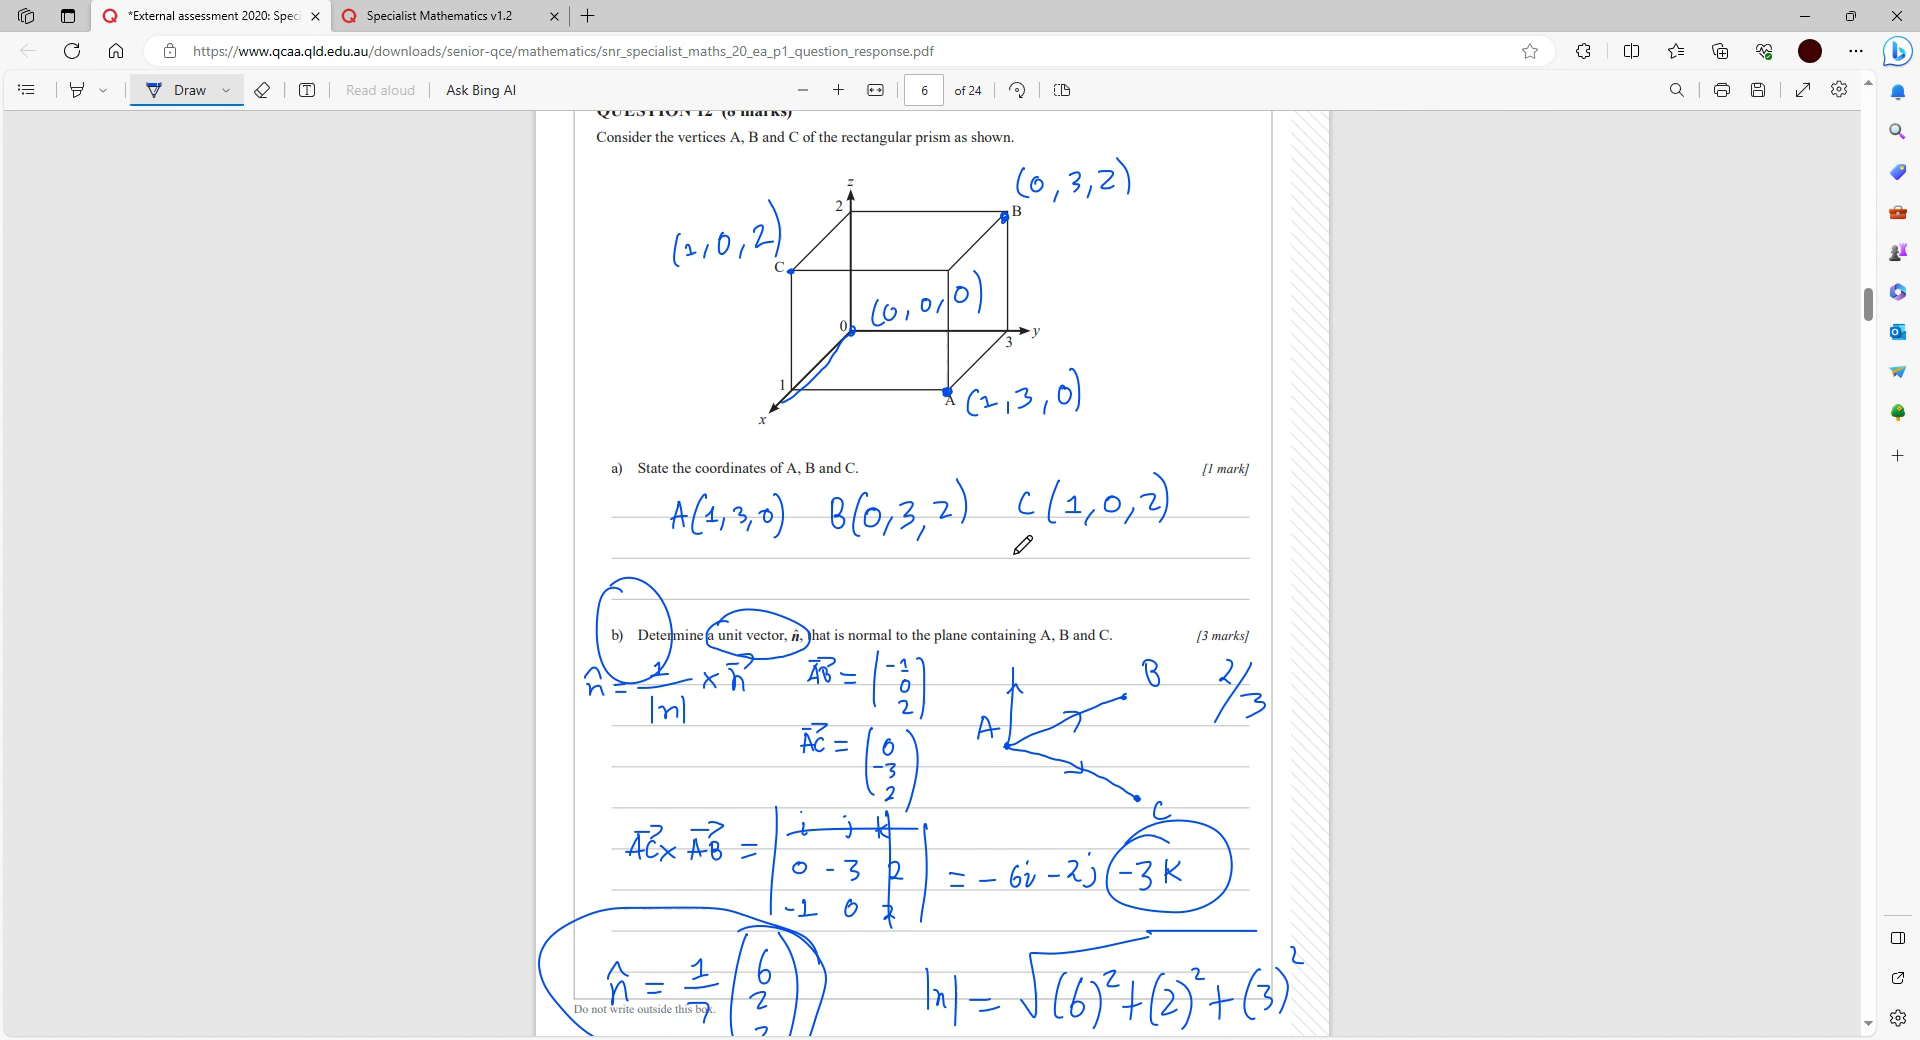 *External assessment 2020: Speci
Specialist Mathematics v1.2
https://www.qcaa.qld.edu.au/downloads/senior-qce/mathematics/snr_specialist_maths_20_ea_p1_question_response.pdf
Draw
Read aloud
Ask Bing AI
6 of 24
QUESTION 12 (8 marks)
Consider the vertices A, B and C of the rectangular prism as shown.
(0, 3, 2)
z
2
B
(1, 0, 2)
C
(0, 0, 0)
0
y
3
1
A (1, 3, 0)
x
a) State the coordinates of A, B and C. [1 mark]
A(1, 3, 0) B(0, 3, 2) C (1, 0, 2)
b) Determine a unit vector, n̂, that is normal to the plane containing A, B and C. [3 marks]
n̂ = 1/|n| × n⃗ AB⃗ = (-1 0 2) B 2/3
A
AC⃗ = (0 -3 2)
C
AC⃗ × AB⃗ = | i j k
0 -3 2 = -6i -2j -3k
-1 0 2 |
n̂ = 1/7 (6 2 |n| = √(6)² + (2)² + (3)²
Do not write outside this box.